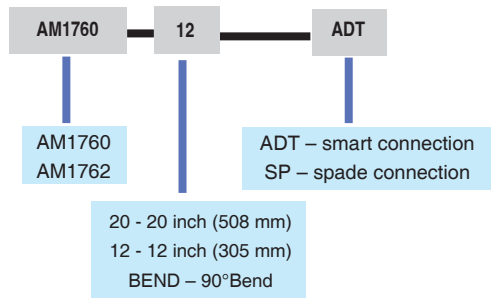 AM1760 12 ADT
AM1760
AM1762
ADT – smart connection
SP – spade connection
20 - 20 inch (508 mm)
12 - 12 inch (305 mm)
BEND – 90°Bend